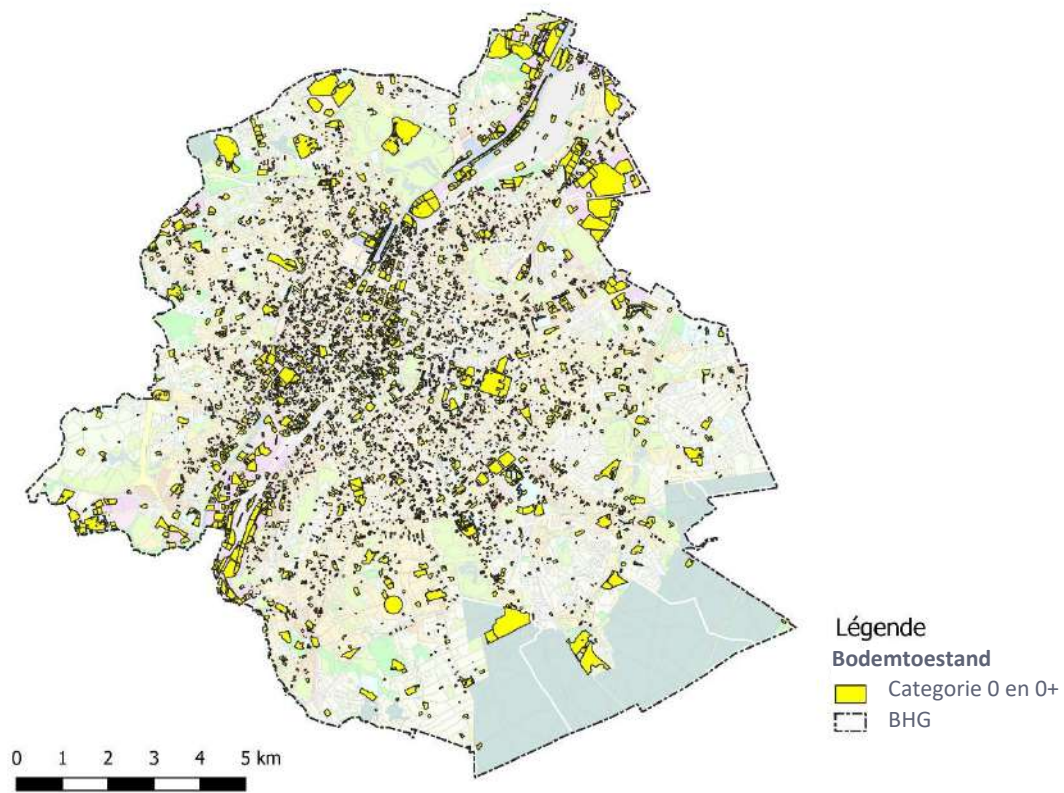 Légende
Bodemtoestand
Categorie 0 en 0+
BHG
0 1 2 3 4 5 km